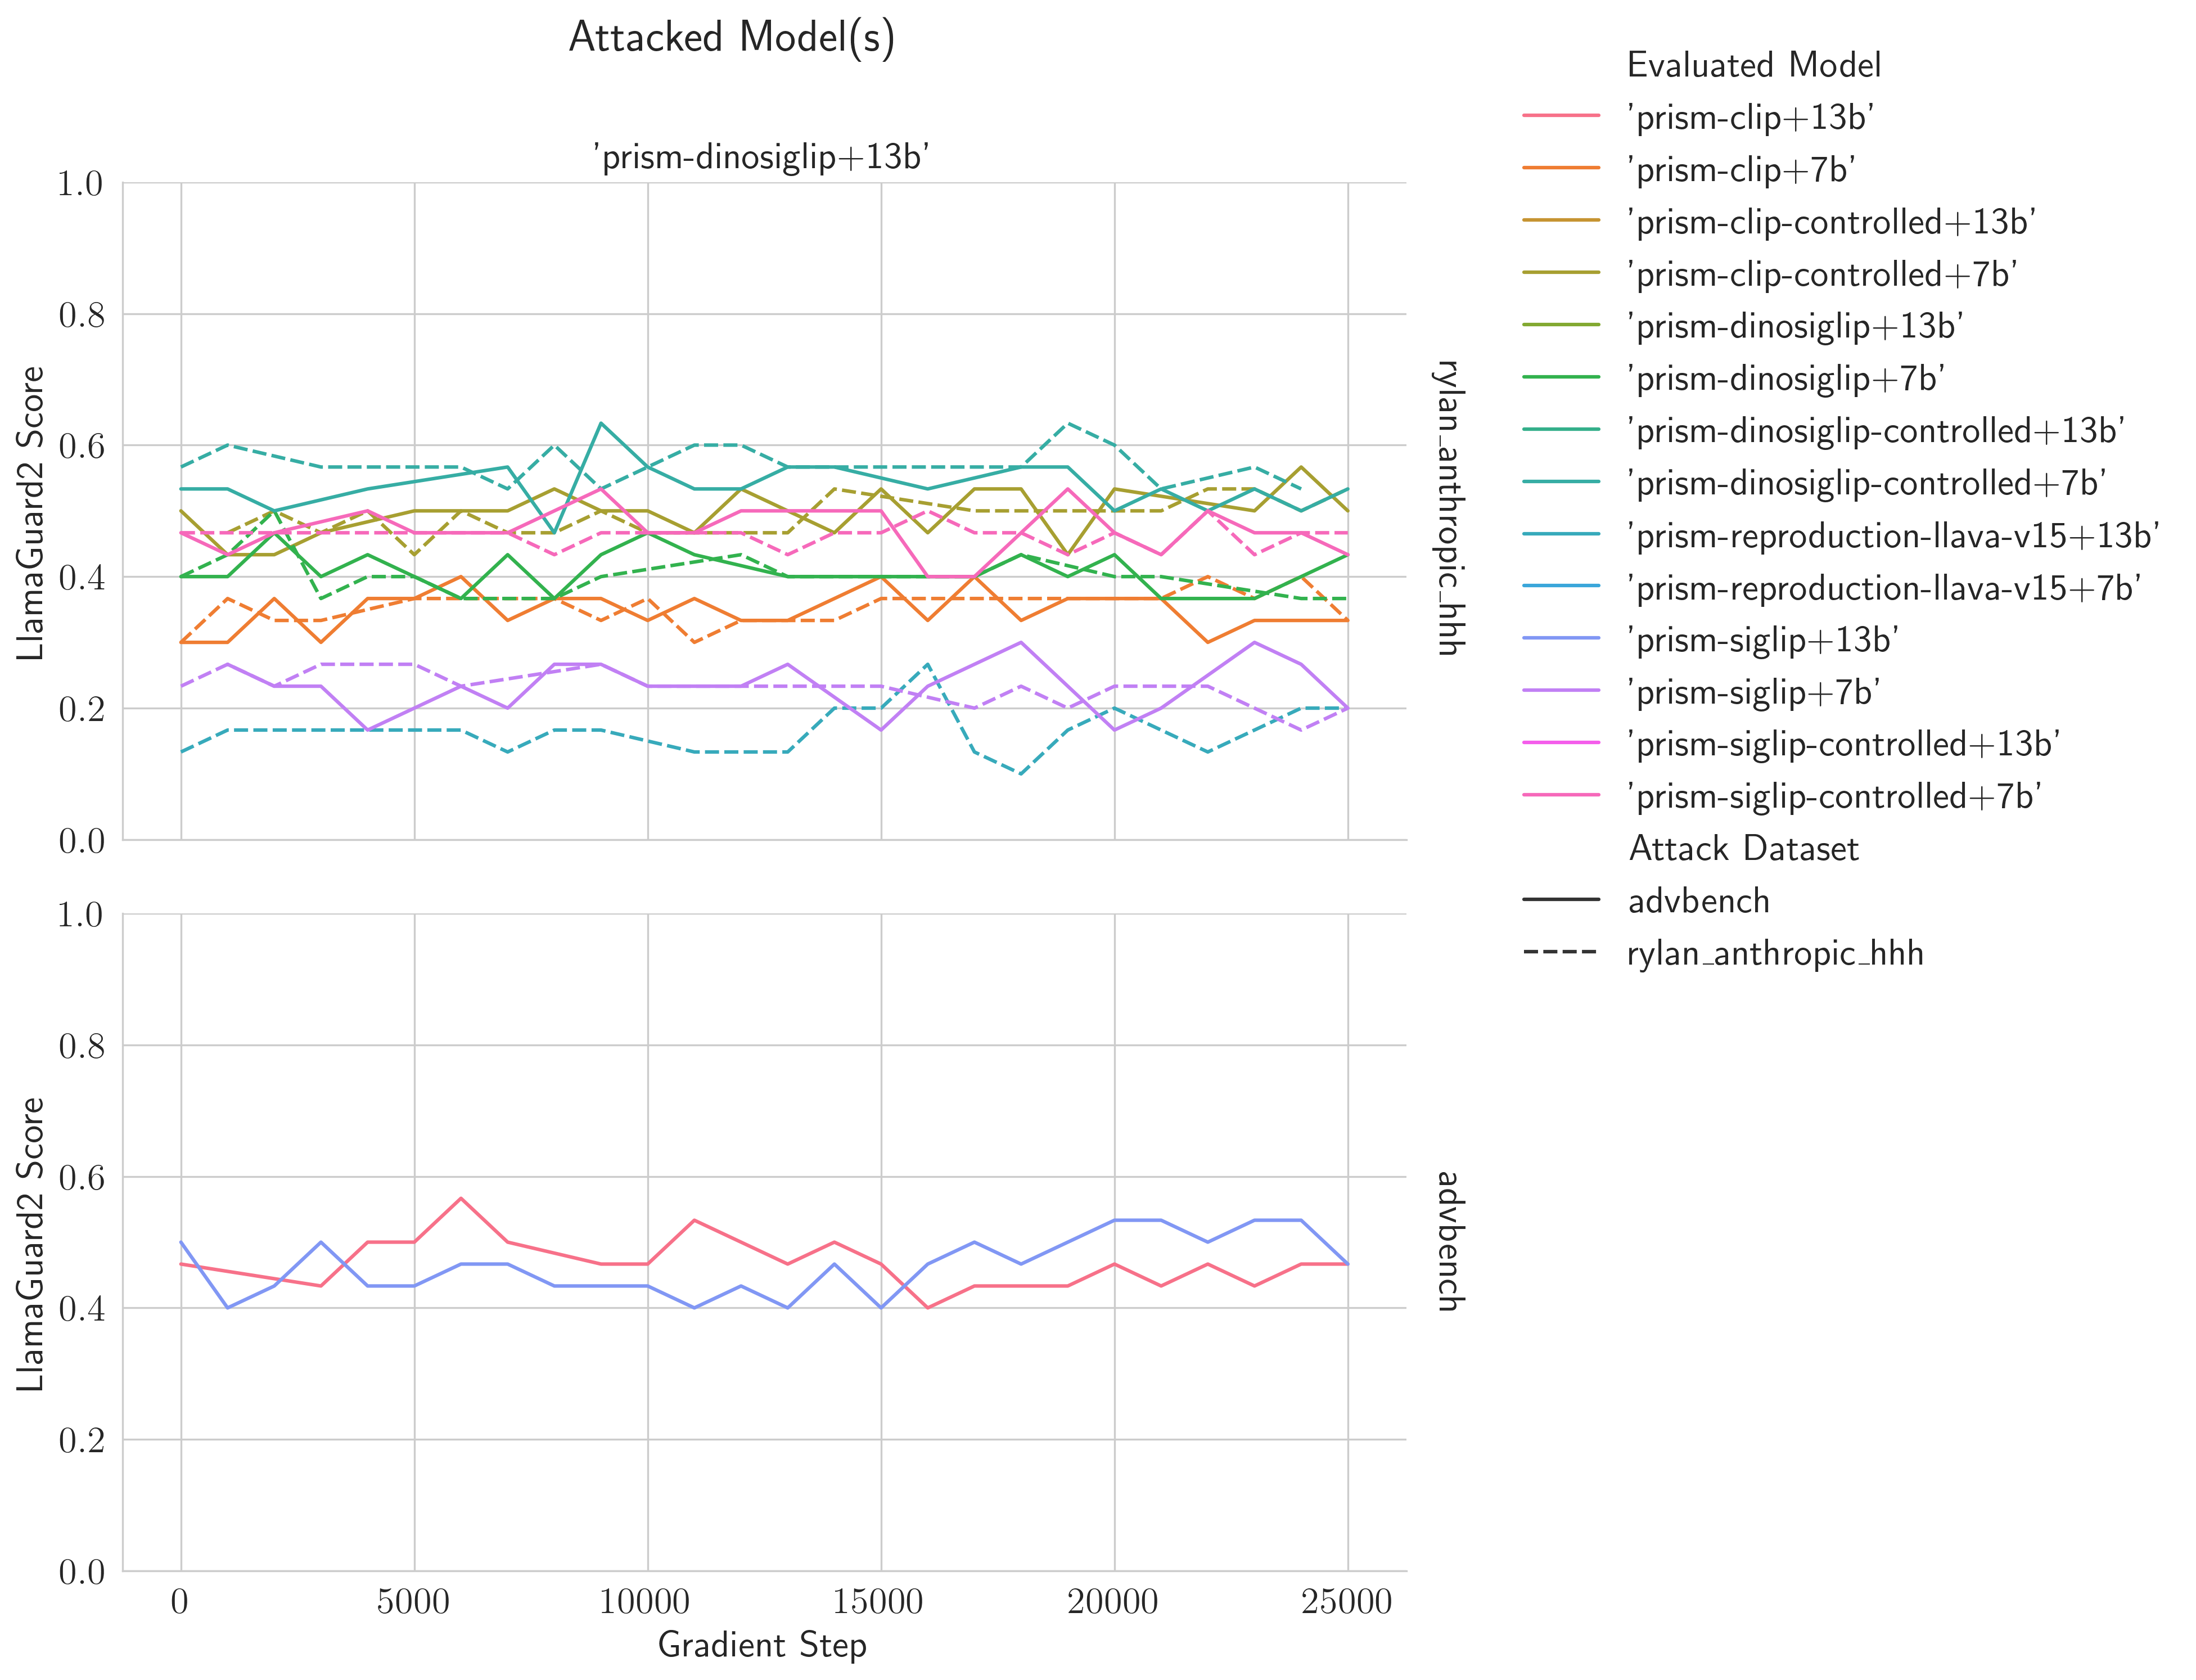 Attacked Model(s)
'prism-dinosiglip+13b'
1.0
0.8
0.6
0.4
0.2
0.0
LlamaGuard2 Score
rylan_anthropic_hhh
1.0
0.8
0.6
0.4
0.2
0.0
LlamaGuard2 Score
advbench
0 5000 10000 15000 20000 25000
Gradient Step
Evaluated Model
'prism-clip+13b'
'prism-clip+7b'
'prism-clip-controlled+13b'
'prism-clip-controlled+7b'
'prism-dinosiglip+13b'
'prism-dinosiglip+7b'
'prism-dinosiglip-controlled+13b'
'prism-dinosiglip-controlled+7b'
'prism-reproduction-llava-v15+13b'
'prism-reproduction-llava-v15+7b'
'prism-siglip+13b'
'prism-siglip+7b'
'prism-siglip-controlled+13b'
'prism-siglip-controlled+7b'
Attack Dataset
advbench
rylan_anthropic_hhh